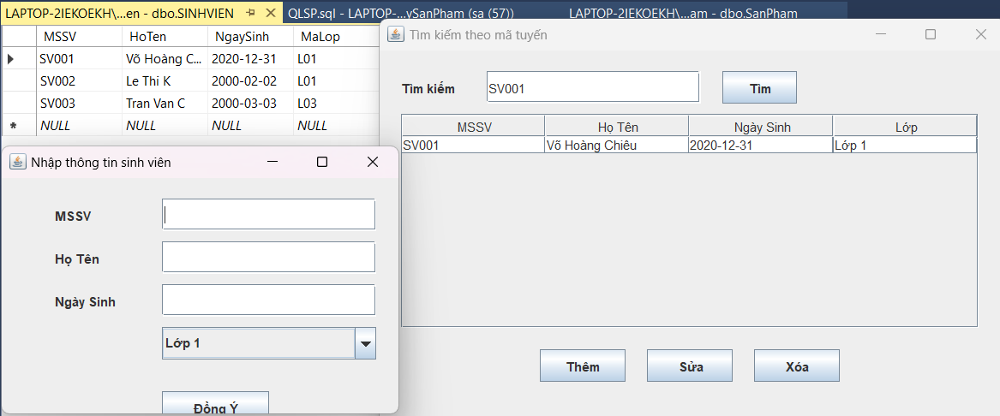 LAPTOP-2IEKOEKH\...en - dbo.SINHVIEN
QLSP.sql - LAPTOP-...ySanPham (sa (57))
LAPTOP-2IEKOEKH\...am - dbo.SanPham
MSSV HoTen NgaySinh MaLop
SV001 Võ Hoàng C... 2020-12-31 L01
SV002 Le Thi K 2000-02-02 L01
SV003 Tran Van C 2000-03-03 L03
NULL NULL NULL NULL
Tìm kiếm theo mã tuyến
Tìm kiếm SV001 Tìm
MSSV Họ Tên Ngày Sinh Lớp
SV001 Võ Hoàng Chiêu 2020-12-31 Lớp 1
Thêm Sửa Xóa
Nhập thông tin sinh viên
MSSV
Họ Tên
Ngày Sinh
Lớp 1
Đồng Ý